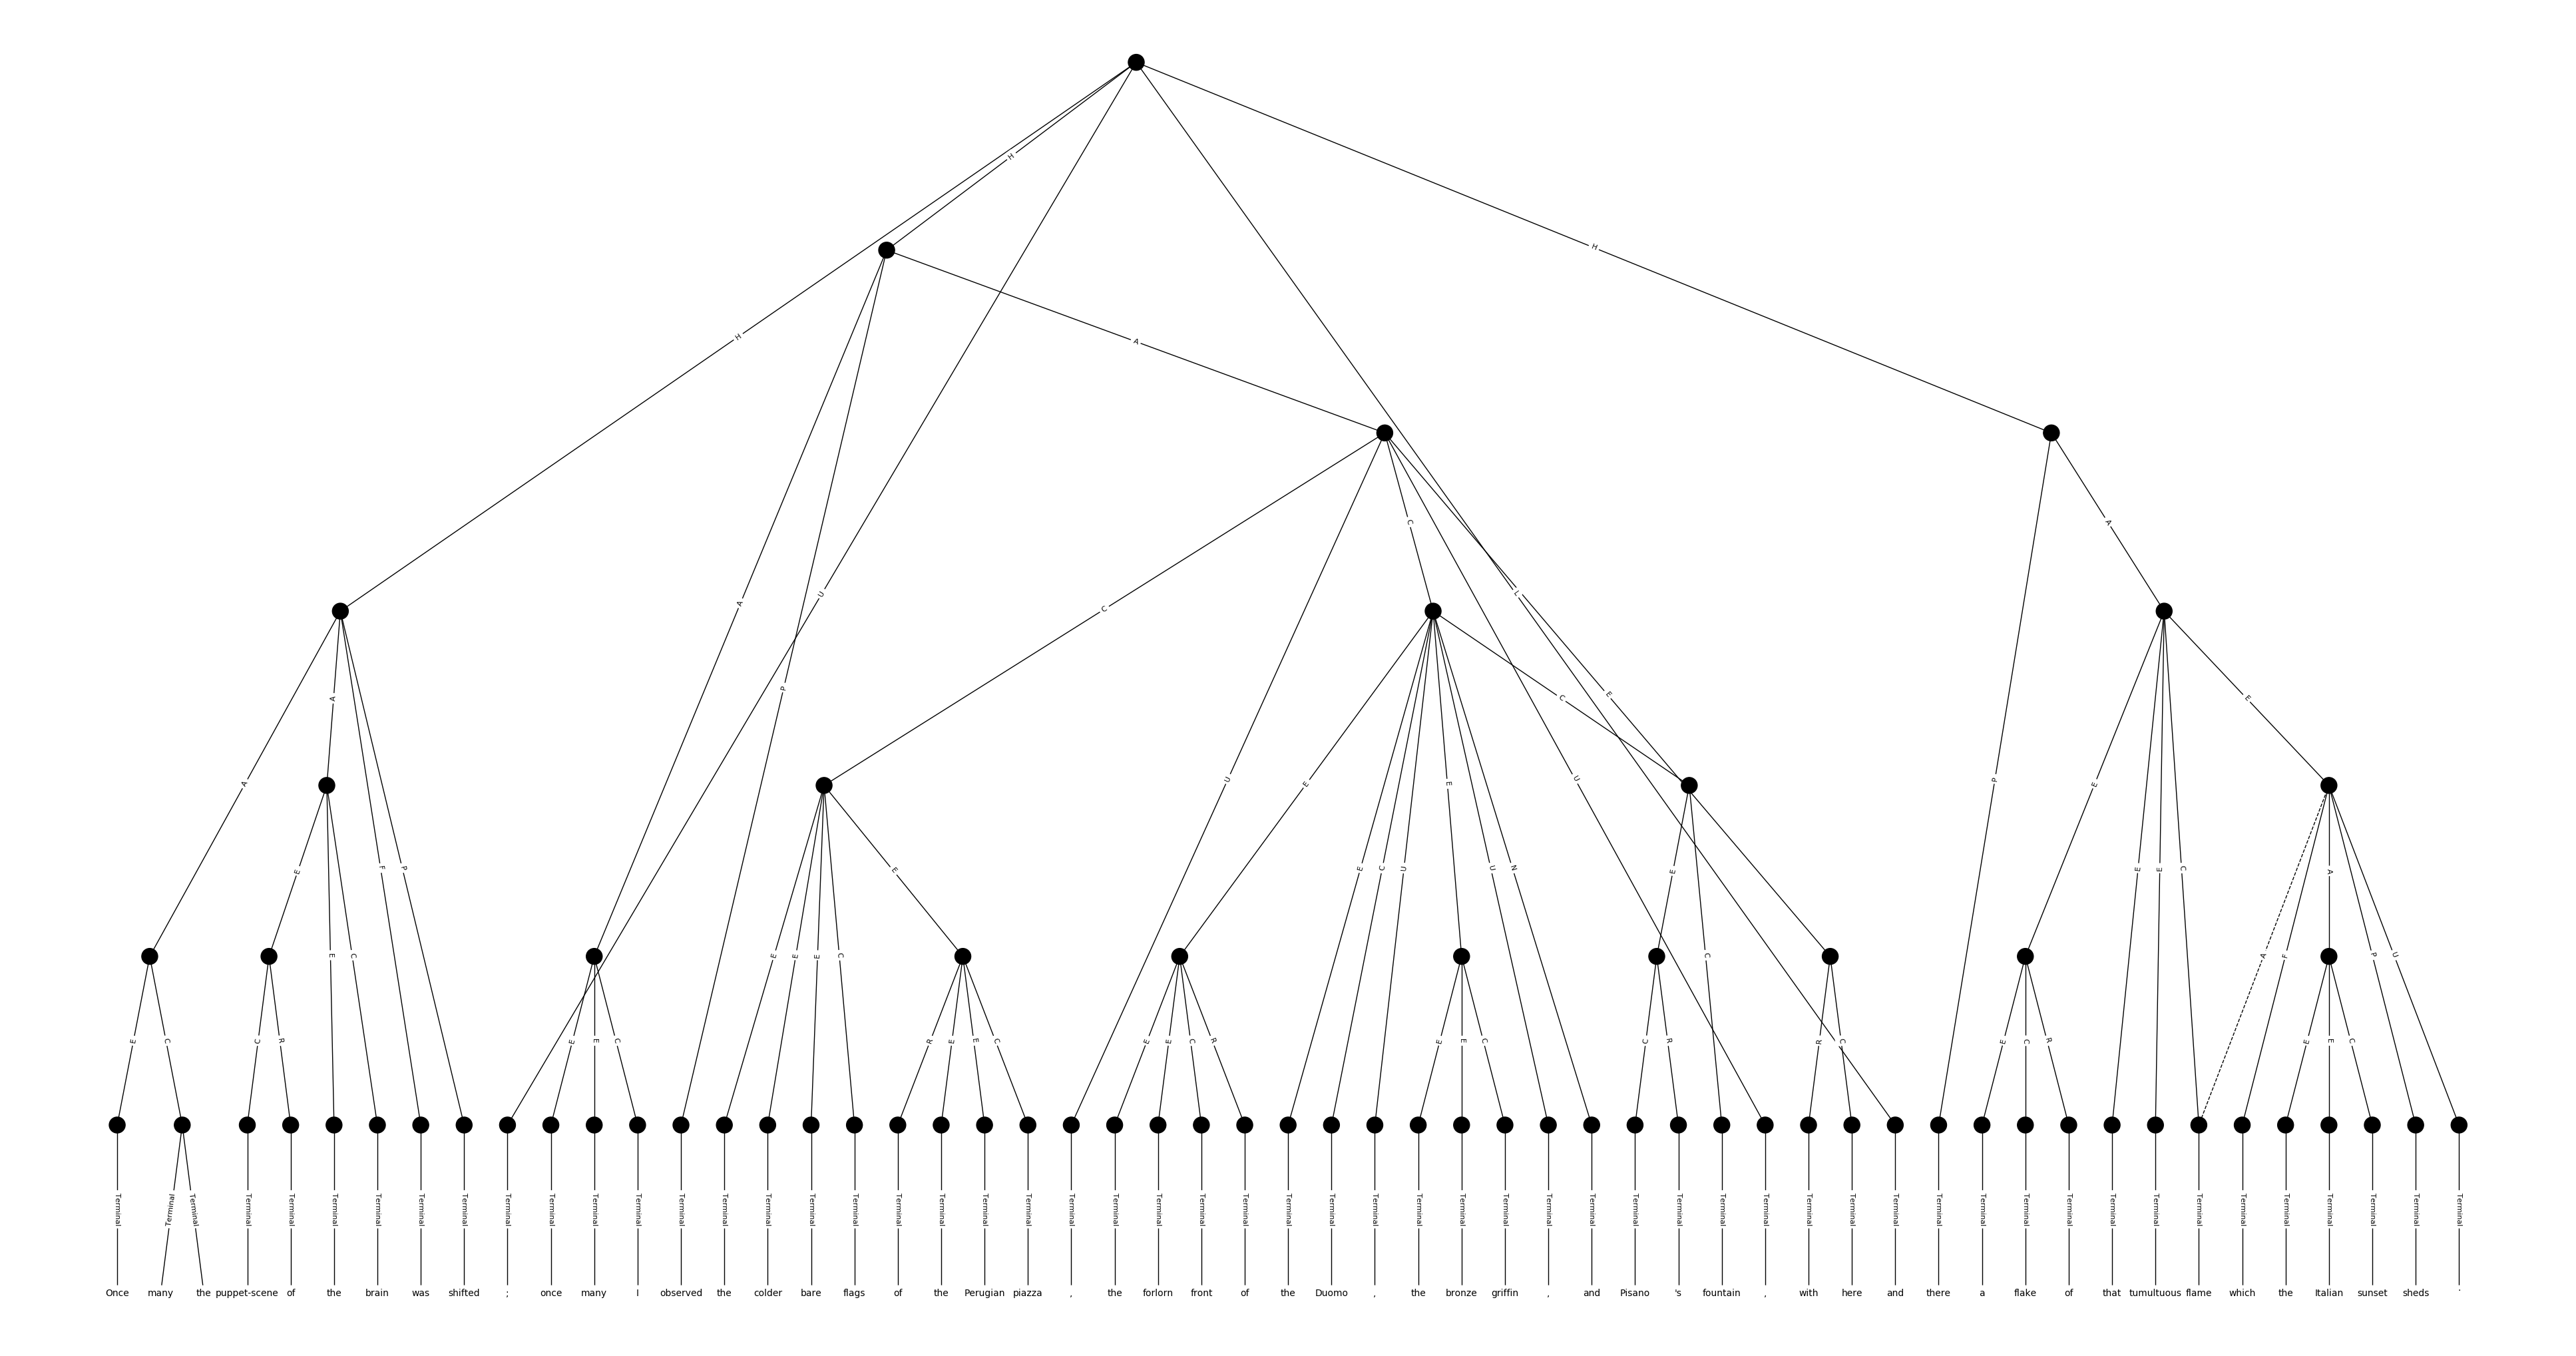 H
H
H
A
A
C
A
U
L
A
P
E
C
E
A
C
U
U
E
E
E
P
E
E
C
U
E
U
N
E
C
E
E
C
F
P
E
E
E
C
E
E
C
A
E
C
E
C
A
F
P
U
E
C
C
R
E
E
C
R
E
E
C
E
E
C
R
E
E
C
C
R
R
C
E
C
R
E
E
C
Terminal Terminal Terminal Terminal Terminal Terminal Terminal Terminal Terminal Terminal Terminal Terminal Terminal Terminal Terminal Terminal Terminal Terminal Terminal Terminal Terminal Terminal Terminal Terminal Terminal Terminal Terminal Terminal Terminal Terminal Terminal Terminal Terminal Terminal Terminal Terminal Terminal Terminal Terminal Terminal Terminal Terminal Terminal Terminal Terminal Terminal Terminal Terminal Terminal Terminal Terminal Terminal Terminal Terminal Terminal
Once many the puppet-scene of the brain was shifted ; once many I observed the colder bare flags of the Perugian piazza , the forlorn front of the Duomo , the bronze griffin , and Pisano 's fountain , with here and there a flake of that tumultuous flame which the Italian sunset sheds .